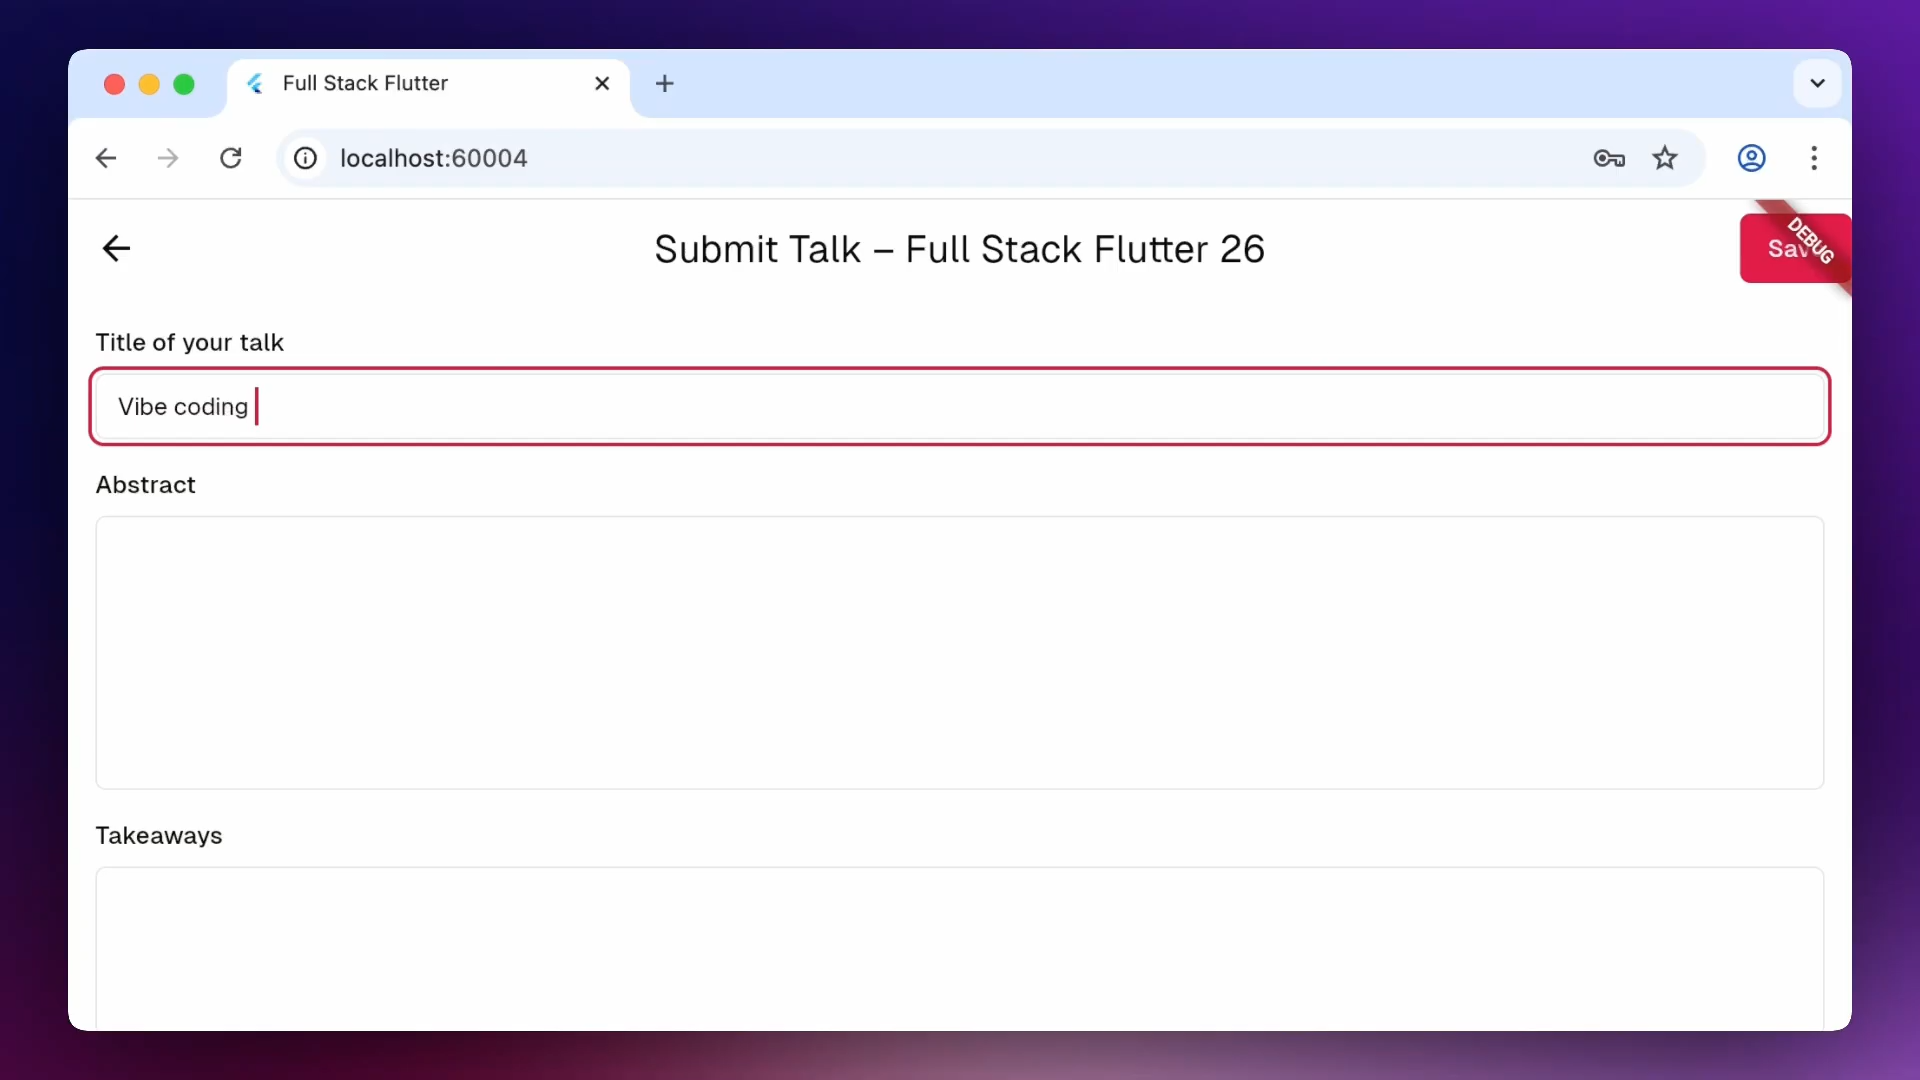 Full Stack Flutter
localhost:60004
Submit Talk – Full Stack Flutter 26
DEBUG
Title of your talk
Vibe coding
Abstract
Takeaways